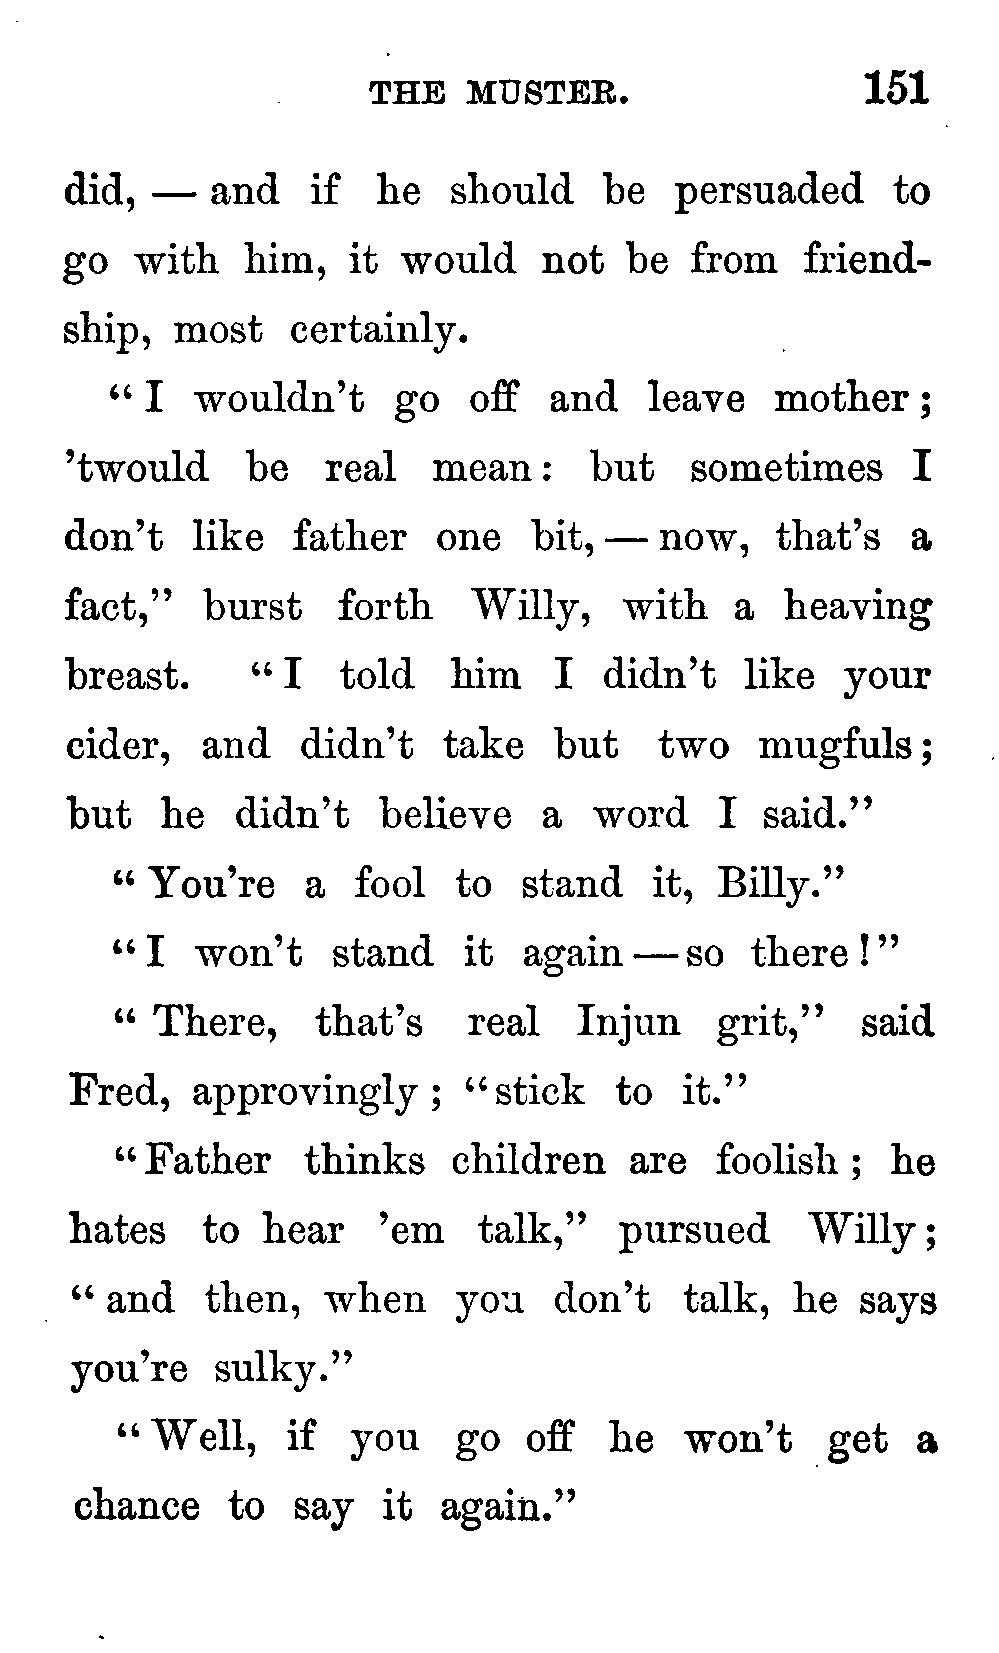 THE MUSTER. 151
did, — and if he should be persuaded to
go with him, it would not be from friend-
ship, most certainly.
“I wouldn’t go off and leave mother;
’twould be real mean: but sometimes I
don’t like father one bit, — now, that’s a
fact,” burst forth Willy, with a heaving
breast. “I told him I didn’t like your
cider, and didn’t take but two mugfuls;
but he didn’t believe a word I said.”
“You’re a fool to stand it, Billy.”
“I won’t stand it again — so there!”
“There, that’s real Injun grit,” said
Fred, approvingly; “stick to it.”
“Father thinks children are foolish; he
hates to hear ’em talk,” pursued Willy;
“and then, when you don’t talk, he says
you’re sulky.”
“Well, if you go off he won’t get a
chance to say it again.”